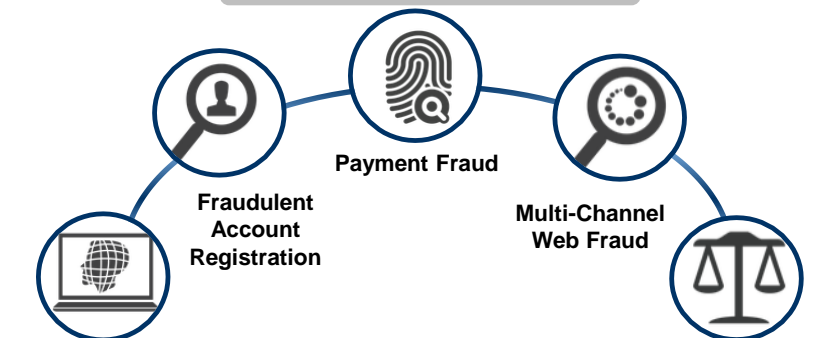 Payment Fraud
Fraudulent
Account
Registration
Multi-Channel
Web Fraud